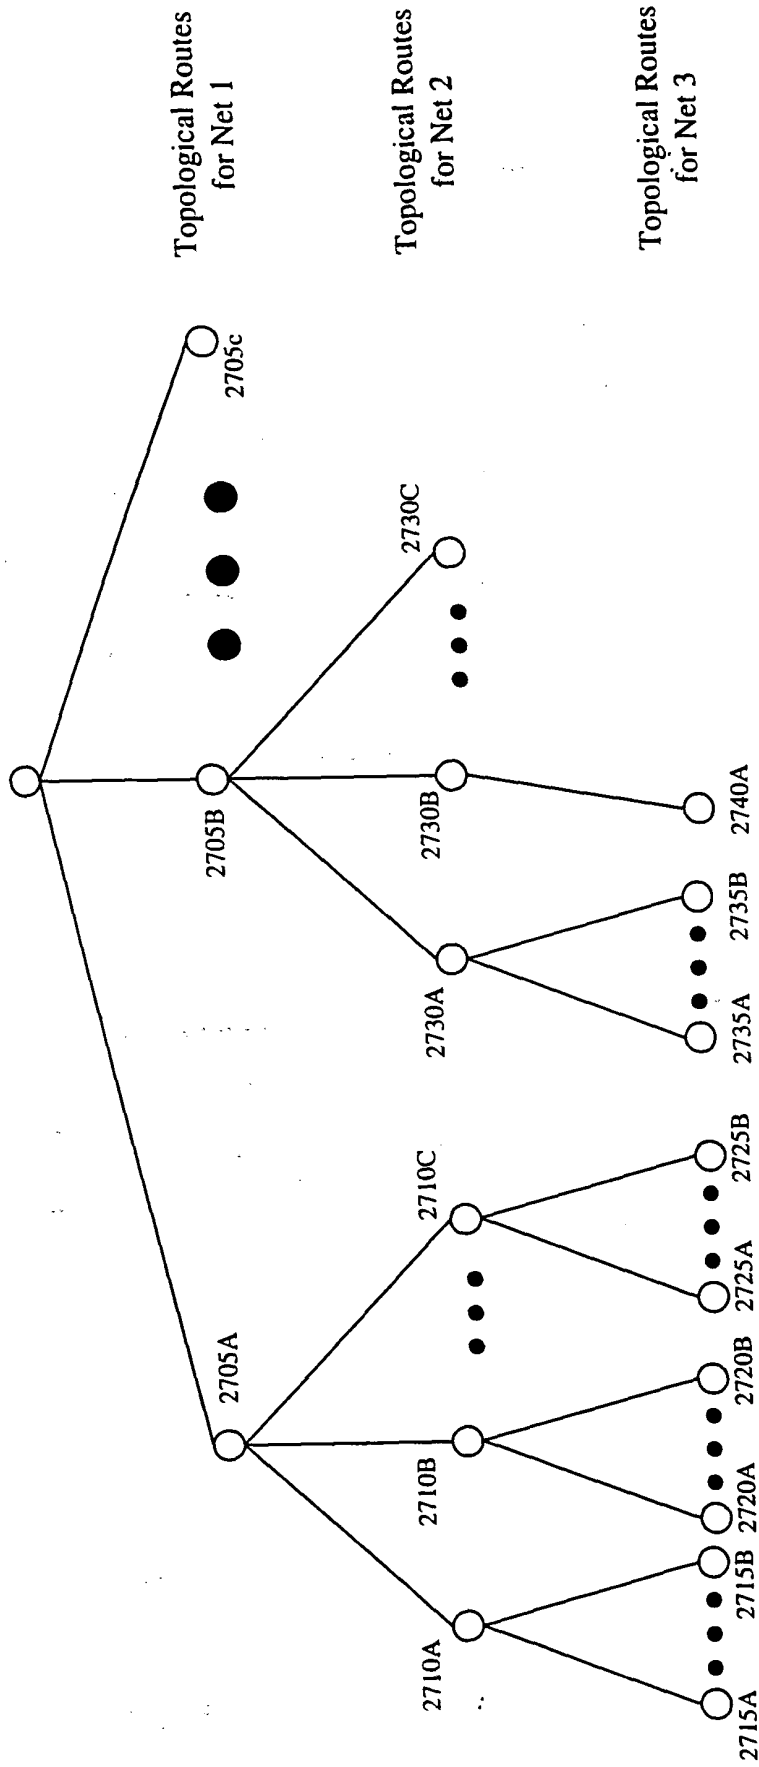 Topological Routes
for Net 1
2705A
2705B
2705c
Topological Routes
for Net 2
2710A
2710B
2710C
2730A
2730B
2730C
Topological Routes
for Net 3
2715A
2715B
2720A
2720B
2725A
2725B
2735A
2735B
2740A